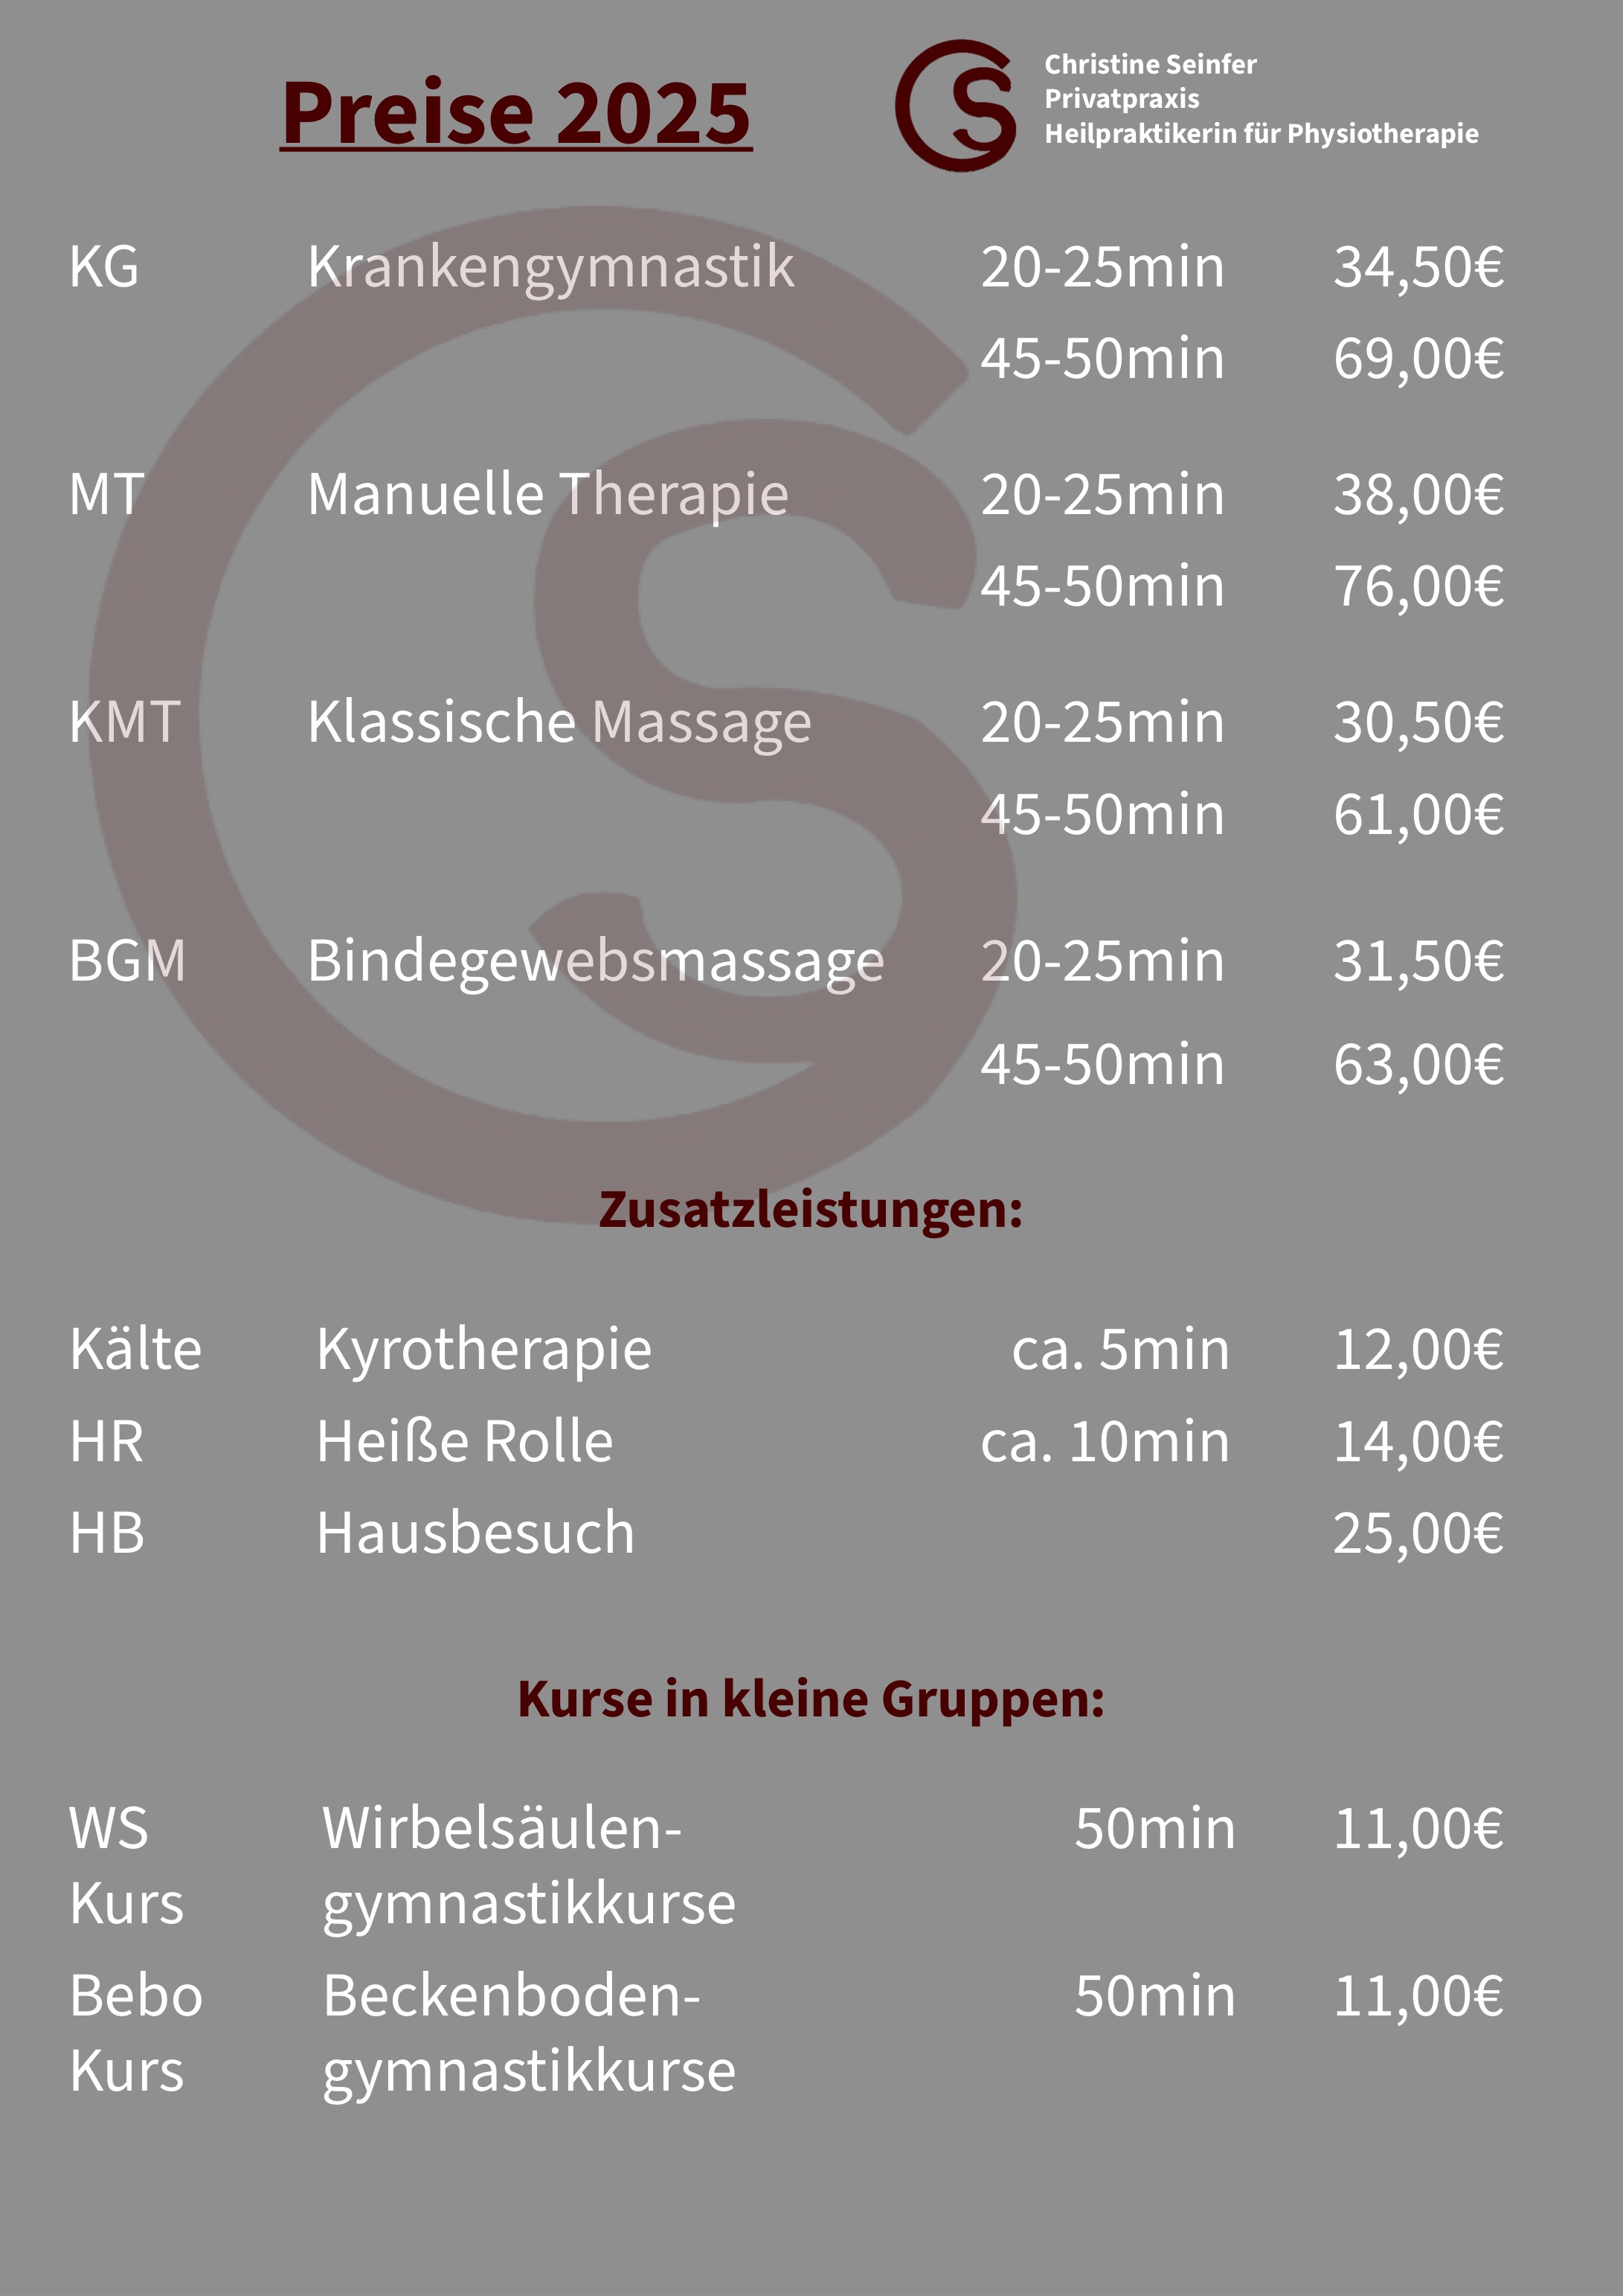 Preise 2025
Christine Seinfer
Privatpraxis
Heilpraktikerin für Physiotherapie
KG Krankengymnastik 20-25min 34,50€
45-50min 69,00€
MT Manuelle Therapie 20-25min 38,00€
45-50min 76,00€
KMT Klassische Massage 20-25min 30,50€
45-50min 61,00€
BGM Bindegewebsmassage 20-25min 31,50€
45-50min 63,00€
Zusatzleistungen:
Kälte Kyrotherapie ca. 5min 12,00€
HR Heiße Rolle ca. 10min 14,00€
HB Hausbesuch 25,00€
Kurse in kleine Gruppen:
WS Wirbelsäulen- 50min 11,00€
Kurs gymnastikkurse
Bebo Beckenboden- 50min 11,00€
Kurs gymnastikkurse